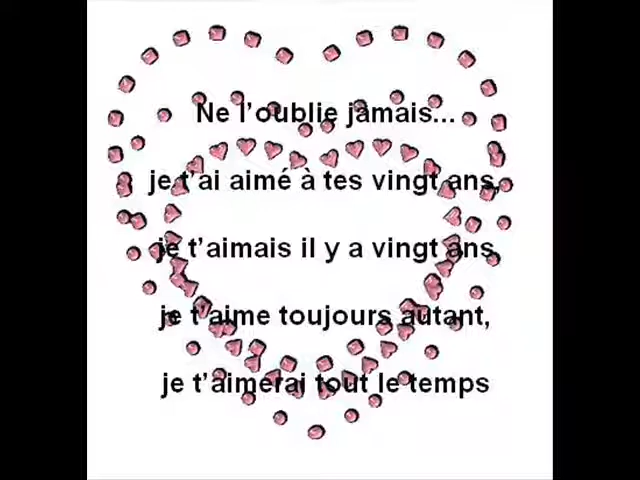 Ne l'oublie jamais...
je t'ai aimé à tes vingt ans,
je t'aimais il y a vingt ans,
je t'aime toujours autant,
je t'aimerai tout le temps